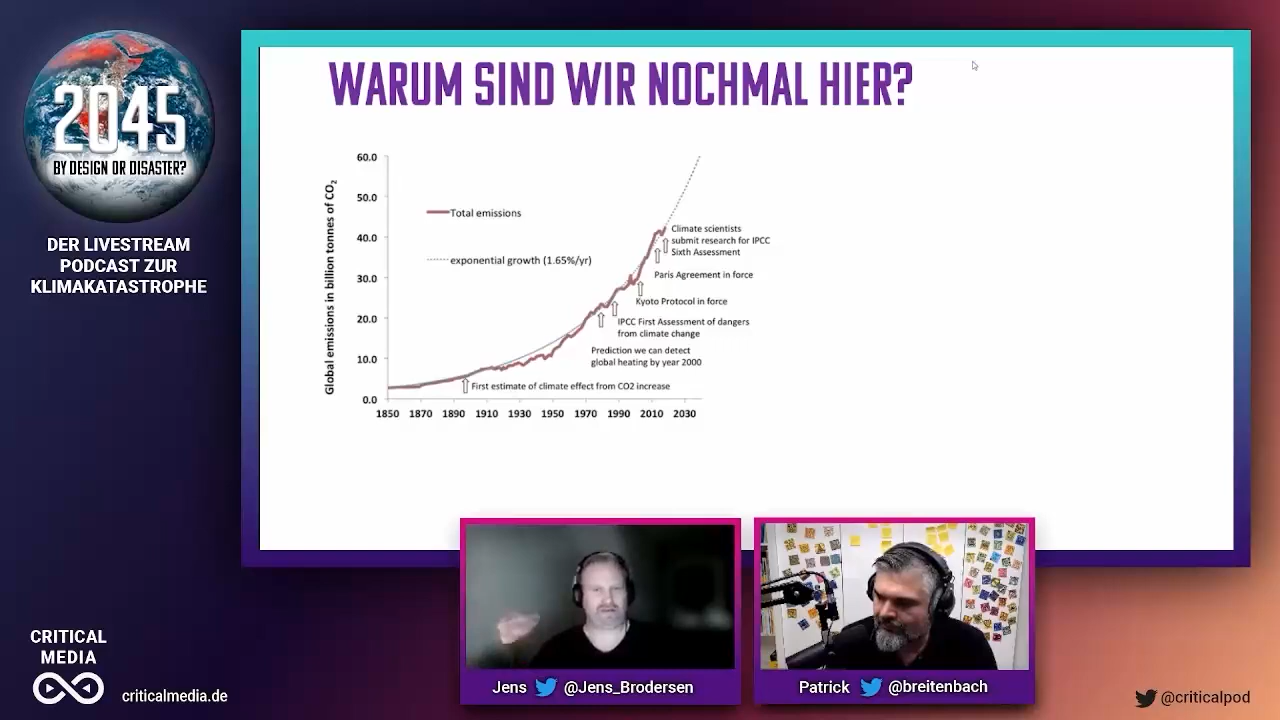 2045
BY DESIGN OR DISASTER?
DER LIVESTREAM
PODCAST ZUR
KLIMAKATASTROPHE
WARUM SIND WIR NOCHMAL HIER?
Global emissions in billion tonnes of CO2
60.0
50.0
40.0
30.0
20.0
10.0
0.0
Total emissions
exponential growth (1.65%/yr)
Climate scientists
submit research for IPCC
Sixth Assessment
Paris Agreement in force
Kyoto Protocol in force
IPCC First Assessment of dangers
from climate change
Prediction we can detect
global heating by year 2000
First estimate of climate effect from CO2 increase
1850 1870 1890 1910 1930 1950 1970 1990 2010 2030
CRITICAL
MEDIA
criticalmedia.de
Jens @Jens_Brodersen
Patrick @breitenbach
@criticalpod